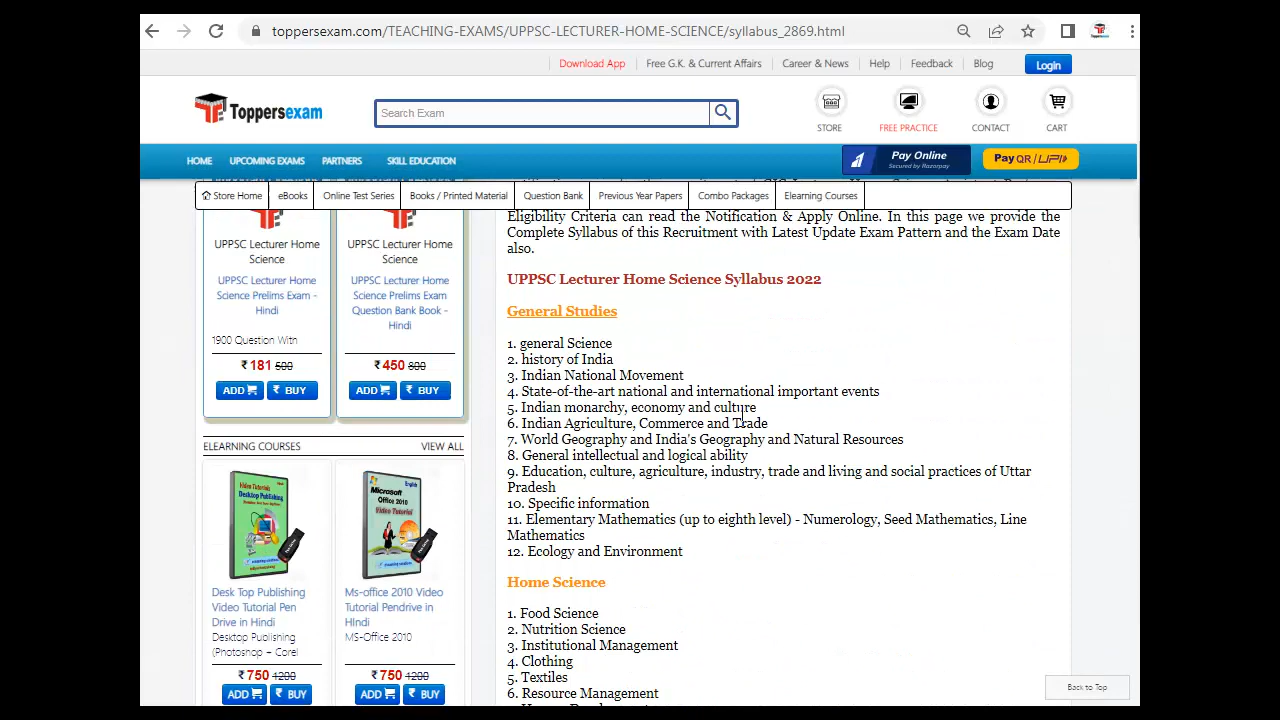 toppersexam.com/TEACHING-EXAMS/UPPSC-LECTURER-HOME-SCIENCE/syllabus_2869.html
Download App
Free G.K. & Current Affairs
Career & News
Help
Feedback
Blog
Login
Toppersexam
Search Exam
STORE
FREE PRACTICE
CONTACT
CART
HOME
UPCOMING EXAMS
PARTNERS
SKILL EDUCATION
Pay Online
Secured by Razorpay
Pay QR / UPI
Store Home
eBooks
Online Test Series
Books / Printed Material
Question Bank
Previous Year Papers
Combo Packages
Elearning Courses
UPPSC Lecturer Home
Science
UPPSC Lecturer Home
Science Prelims Exam -
Hindi
1900 Question With
₹ 181 500
ADD
₹ BUY
UPPSC Lecturer Home
Science
UPPSC Lecturer Home
Science Prelims Exam
Question Bank Book -
Hindi
₹ 450 800
ADD
₹ BUY
ELEARNING COURSES
VIEW ALL
Desk Top Publishing
Video Tutorial Pen
Drive in Hindi
Desktop Publishing
(Photoshop + Corel
₹ 750 1200
ADD
₹ BUY
Ms-office 2010 Video
Tutorial Pendrive in
HIndi
MS-Office 2010
₹ 750 1200
ADD
₹ BUY
Eligibility Criteria can read the Notification & Apply Online. In this page we provide the
Complete Syllabus of this Recruitment with Latest Update Exam Pattern and the Exam Date
also.
UPPSC Lecturer Home Science Syllabus 2022
General Studies
1. general Science
2. history of India
3. Indian National Movement
4. State-of-the-art national and international important events
5. Indian monarchy, economy and culture
6. Indian Agriculture, Commerce and Trade
7. World Geography and India's Geography and Natural Resources
8. General intellectual and logical ability
9. Education, culture, agriculture, industry, trade and living and social practices of Uttar
Pradesh
10. Specific information
11. Elementary Mathematics (up to eighth level) - Numerology, Seed Mathematics, Line
Mathematics
12. Ecology and Environment
Home Science
1. Food Science
2. Nutrition Science
3. Institutional Management
4. Clothing
5. Textiles
6. Resource Management
Back to Top